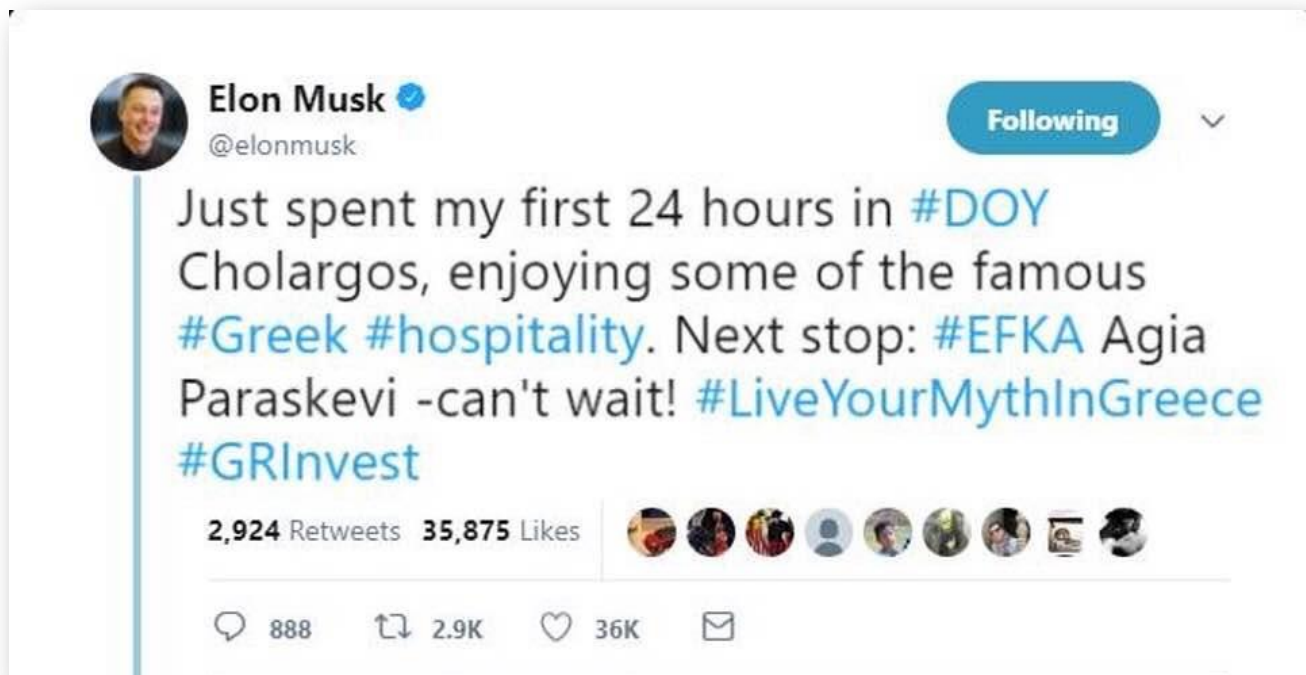 Elon Musk
@elonmusk
Following
Just spent my first 24 hours in #DOY
Cholargos, enjoying some of the famous
#Greek #hospitality. Next stop: #EFKA Agia
Paraskevi -can't wait! #LiveYourMythInGreece
#GRInvest
2,924 Retweets 35,875 Likes
888 2.9K 36K